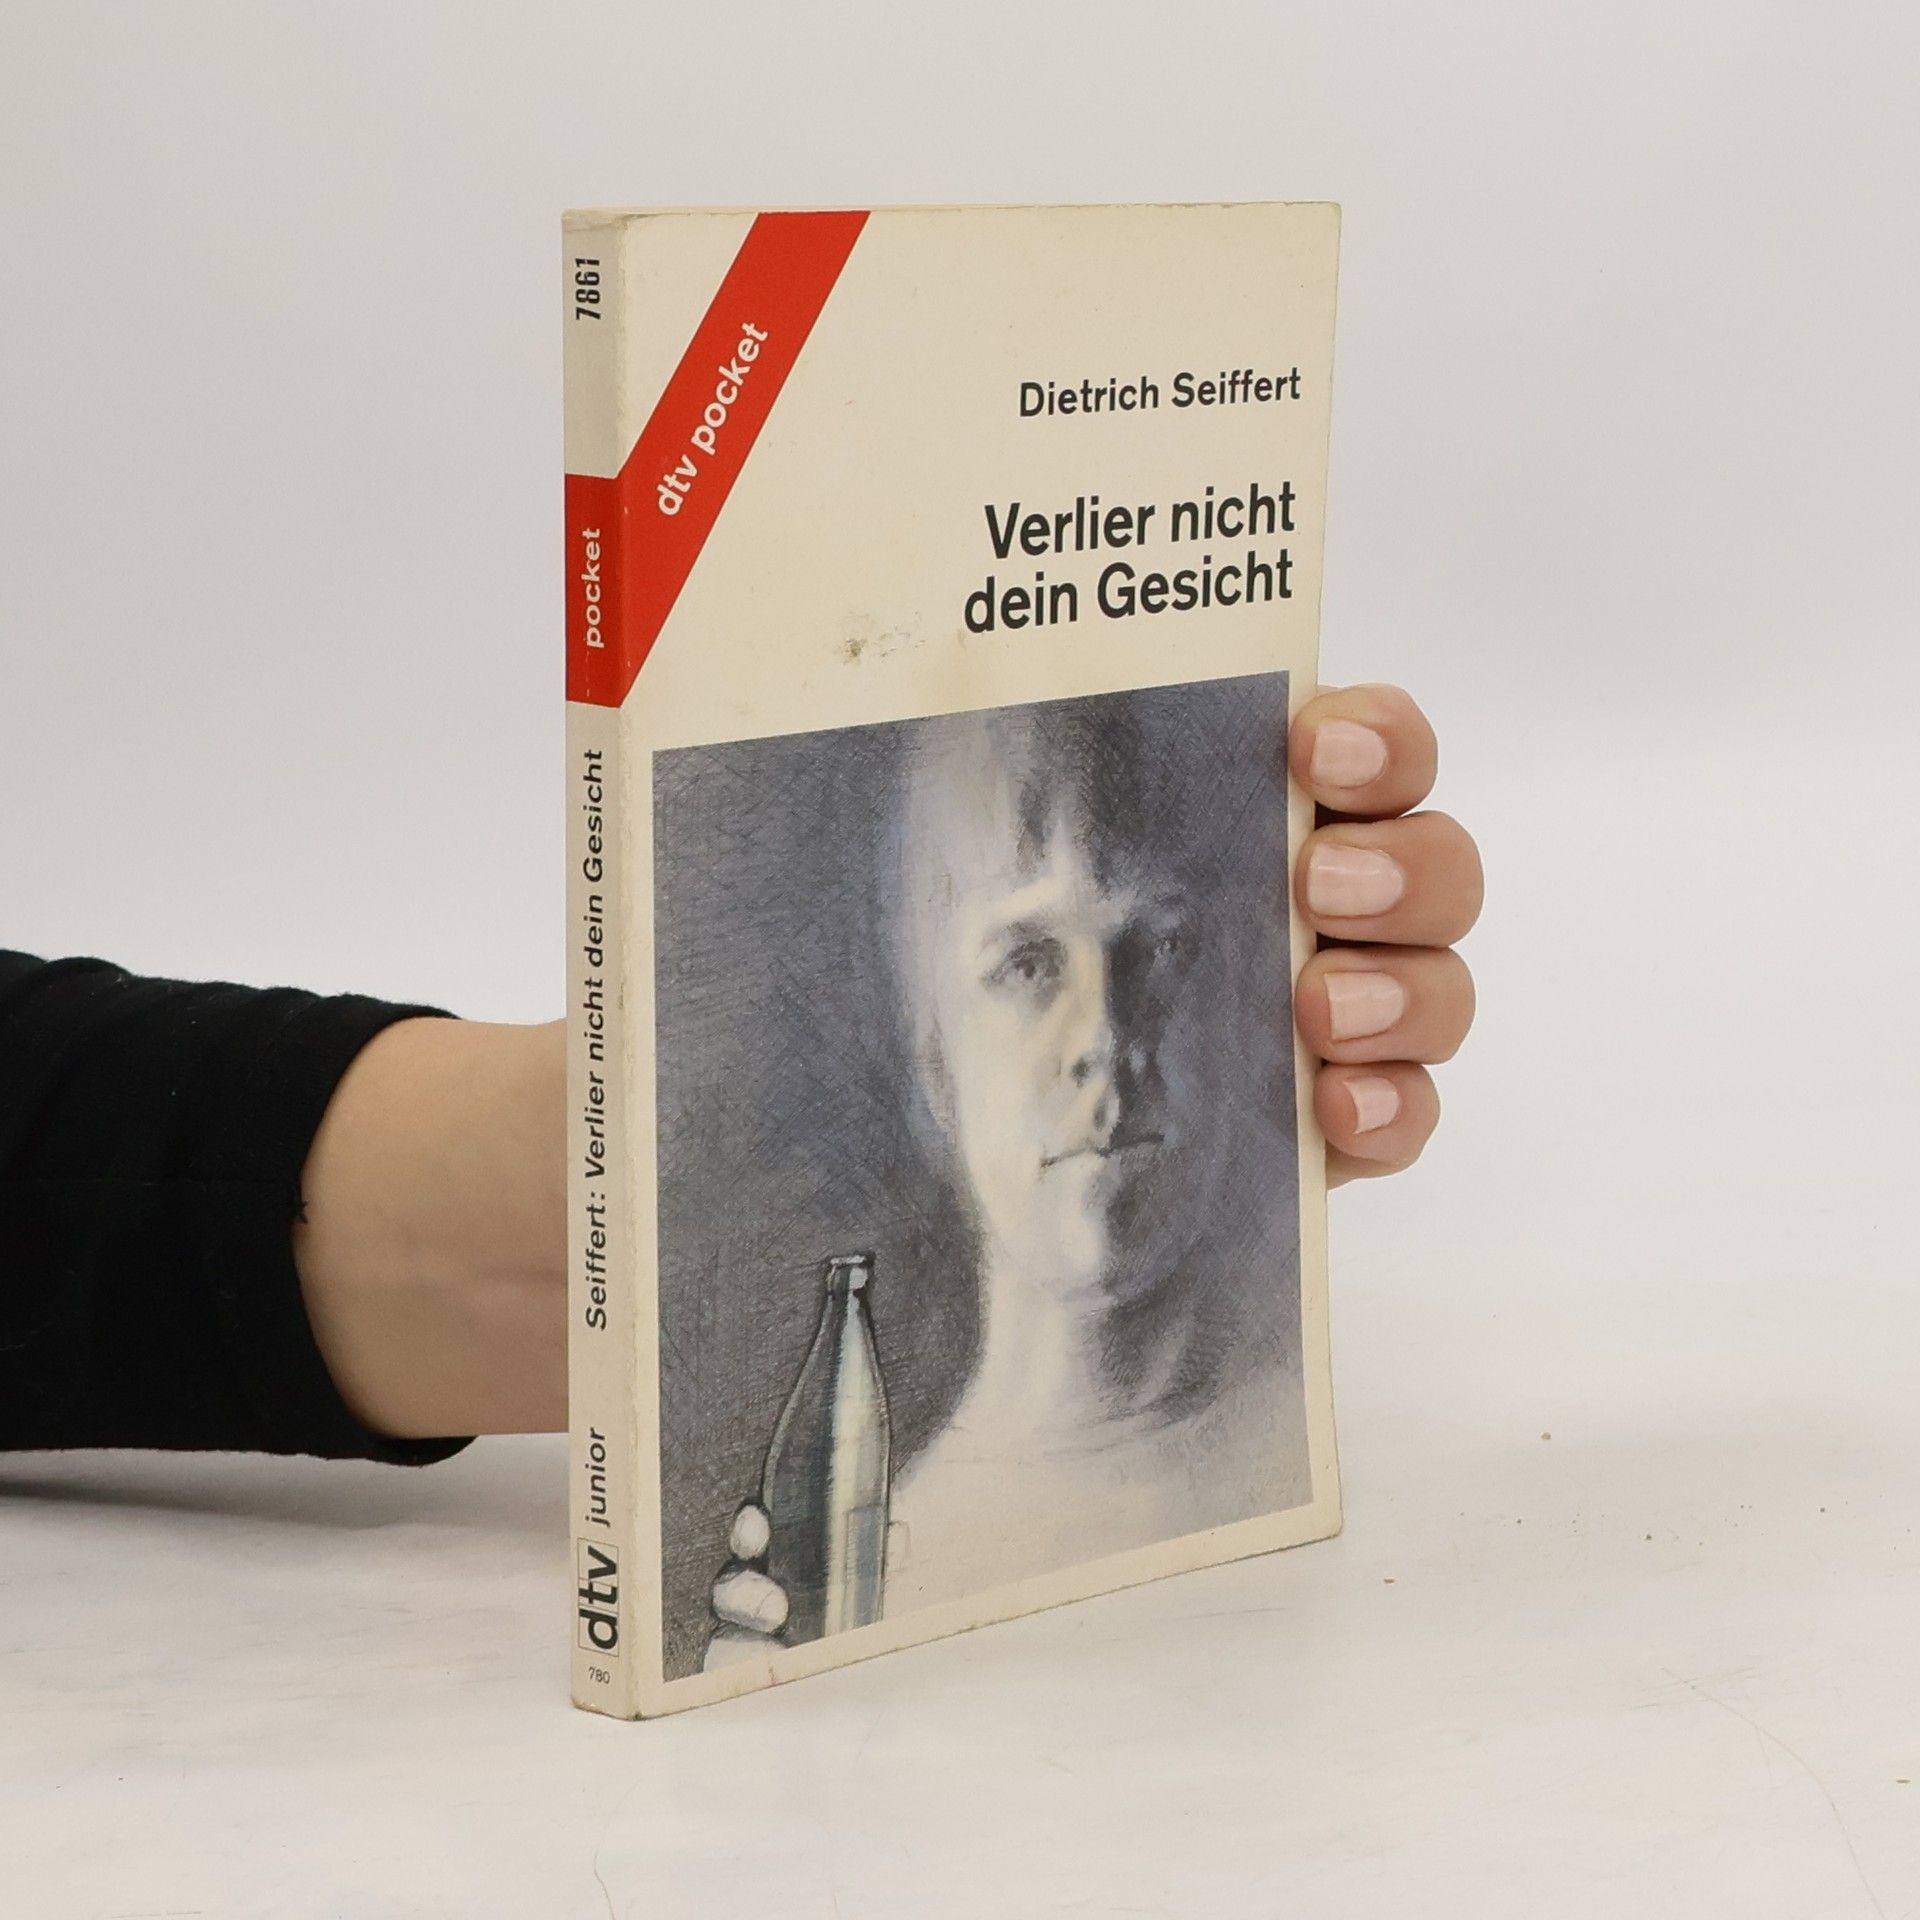 dtv pocket
Dietrich Seiffert
Verlier nicht
dein Gesicht
7861
pocket
Seiffert: Verlier nicht dein Gesicht
dtv junior
780